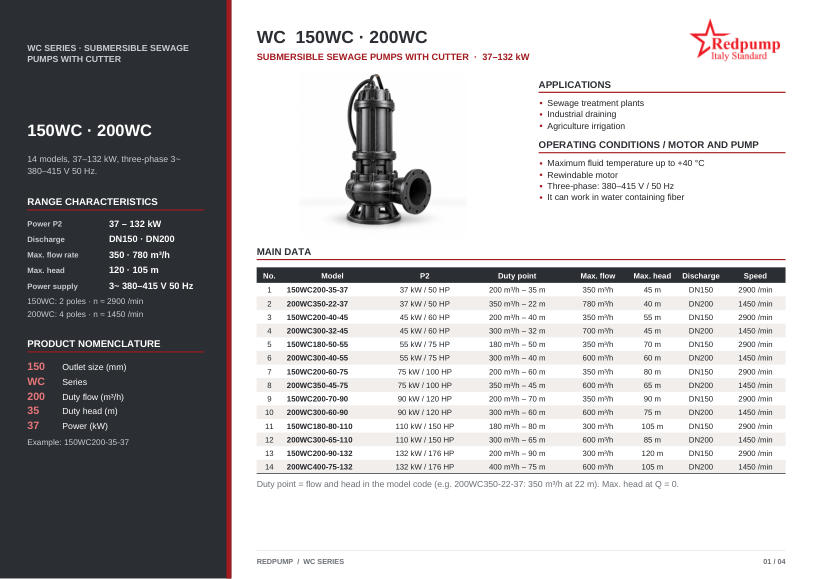 WC SERIES · SUBMERSIBLE SEWAGE
PUMPS WITH CUTTER
150WC · 200WC
14 models, 37–132 kW, three-phase 3~
380–415 V 50 Hz.
RANGE CHARACTERISTICS
Power P2 37 – 132 kW
Discharge DN150 · DN200
Max. flow rate 350 · 780 m³/h
Max. head 120 · 105 m
Power supply 3~ 380–415 V 50 Hz
150WC: 2 poles · n ≈ 2900 /min
200WC: 4 poles · n ≈ 1450 /min
PRODUCT NOMENCLATURE
150 Outlet size (mm)
WC Series
200 Duty flow (m³/h)
35 Duty head (m)
37 Power (kW)
Example: 150WC200-35-37
WC 150WC · 200WC
SUBMERSIBLE SEWAGE PUMPS WITH CUTTER · 37–132 kW
Redpump
Italy Standard
APPLICATIONS
• Sewage treatment plants
• Industrial draining
• Agriculture irrigation
OPERATING CONDITIONS / MOTOR AND PUMP
• Maximum fluid temperature up to +40 °C
• Rewindable motor
• Three-phase: 380–415 V / 50 Hz
• It can work in water containing fiber
MAIN DATA
No. Model P2 Duty point Max. flow Max. head Discharge Speed
1 150WC200-35-37 37 kW / 50 HP 200 m³/h – 35 m 350 m³/h 45 m DN150 2900 /min
2 200WC350-22-37 37 kW / 50 HP 350 m³/h – 22 m 780 m³/h 40 m DN200 1450 /min
3 150WC200-40-45 45 kW / 60 HP 200 m³/h – 40 m 350 m³/h 55 m DN150 2900 /min
4 200WC300-32-45 45 kW / 60 HP 300 m³/h – 32 m 700 m³/h 45 m DN200 1450 /min
5 150WC180-50-55 55 kW / 75 HP 180 m³/h – 50 m 350 m³/h 70 m DN150 2900 /min
6 200WC300-40-55 55 kW / 75 HP 300 m³/h – 40 m 600 m³/h 60 m DN200 1450 /min
7 150WC200-60-75 75 kW / 100 HP 200 m³/h – 60 m 350 m³/h 80 m DN150 2900 /min
8 200WC350-45-75 75 kW / 100 HP 350 m³/h – 45 m 600 m³/h 65 m DN200 1450 /min
9 150WC200-70-90 90 kW / 120 HP 200 m³/h – 70 m 350 m³/h 90 m DN150 2900 /min
10 200WC300-60-90 90 kW / 120 HP 300 m³/h – 60 m 600 m³/h 75 m DN200 1450 /min
11 150WC180-80-110 110 kW / 150 HP 180 m³/h – 80 m 300 m³/h 105 m DN150 2900 /min
12 200WC300-65-110 110 kW / 150 HP 300 m³/h – 65 m 600 m³/h 85 m DN200 1450 /min
13 150WC200-90-132 132 kW / 176 HP 200 m³/h – 90 m 300 m³/h 120 m DN150 2900 /min
14 200WC400-75-132 132 kW / 176 HP 400 m³/h – 75 m 600 m³/h 105 m DN200 1450 /min
Duty point = flow and head in the model code (e.g. 200WC350-22-37: 350 m³/h at 22 m). Max. head at Q = 0.
REDPUMP / WC SERIES 01 / 04